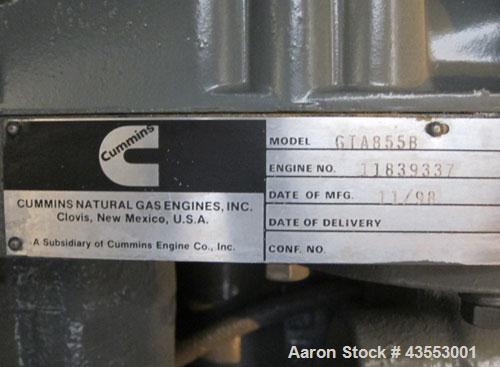 Cummins
CUMMINS NATURAL GAS ENGINES, INC.
Clovis, New Mexico, U.S.A.
A Subsidiary of Cummins Engine Co., Inc.
MODEL GTA855B
ENGINE NO. 11839337
DATE OF MFG. 11/98
DATE OF DELIVERY
CONF. NO.
Aaron Stock # 43553001